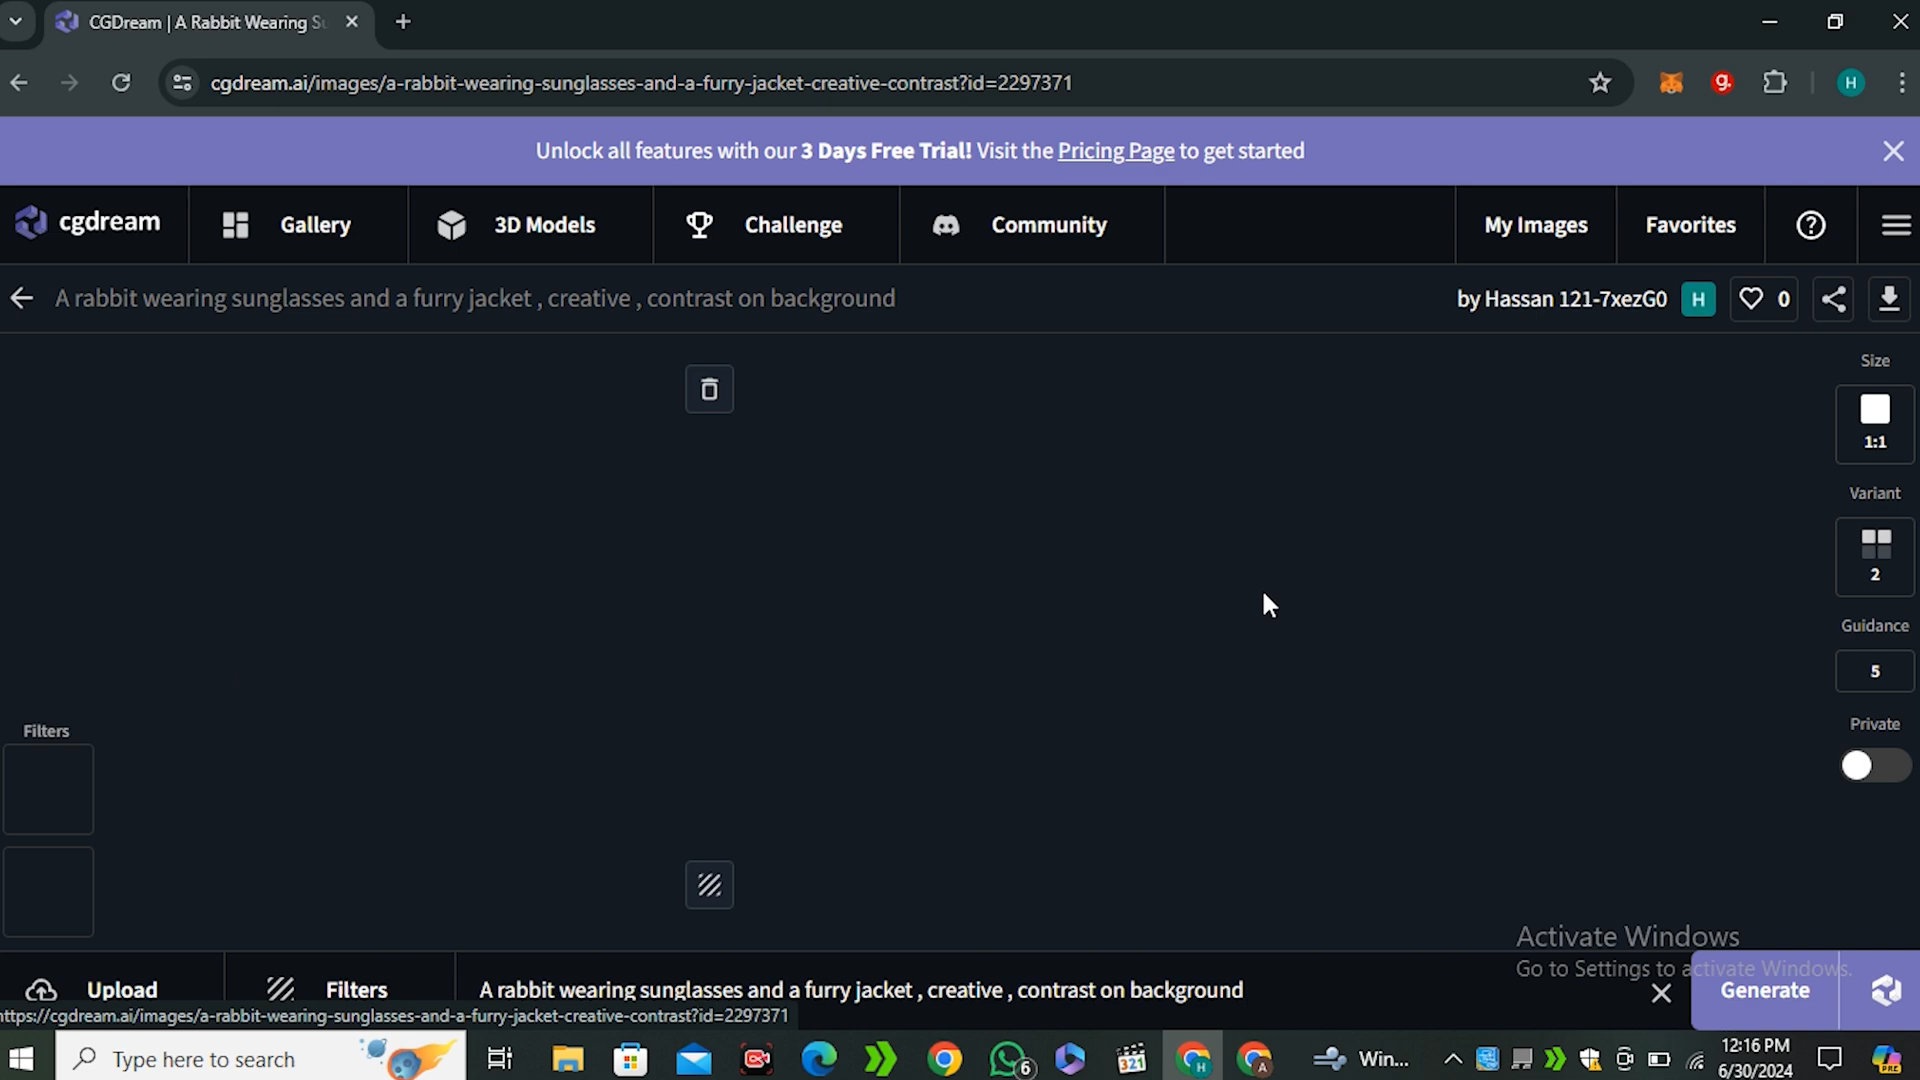 CGDream | A Rabbit Wearing Su
cgdream.ai/images/a-rabbit-wearing-sunglasses-and-a-furry-jacket-creative-contrast?id=2297371
g.
H
Unlock all features with our 3 Days Free Trial! Visit the Pricing Page to get started
cgdream
Gallery
3D Models
Challenge
Community
My Images
Favorites
A rabbit wearing sunglasses and a furry jacket , creative , contrast on background
by Hassan 121-7xezG0
H
0
Size
1:1
Variant
2
Guidance
5
Private
Filters
Activate Windows
Go to Settings to activate Windows.
Upload
Filters
A rabbit wearing sunglasses and a furry jacket , creative , contrast on background
Generate
https://cgdream.ai/images/a-rabbit-wearing-sunglasses-and-a-furry-jacket-creative-contrast?id=2297371
Type here to search
6
321
H
A
Win...
12:16 PM
6/30/2024
PRE